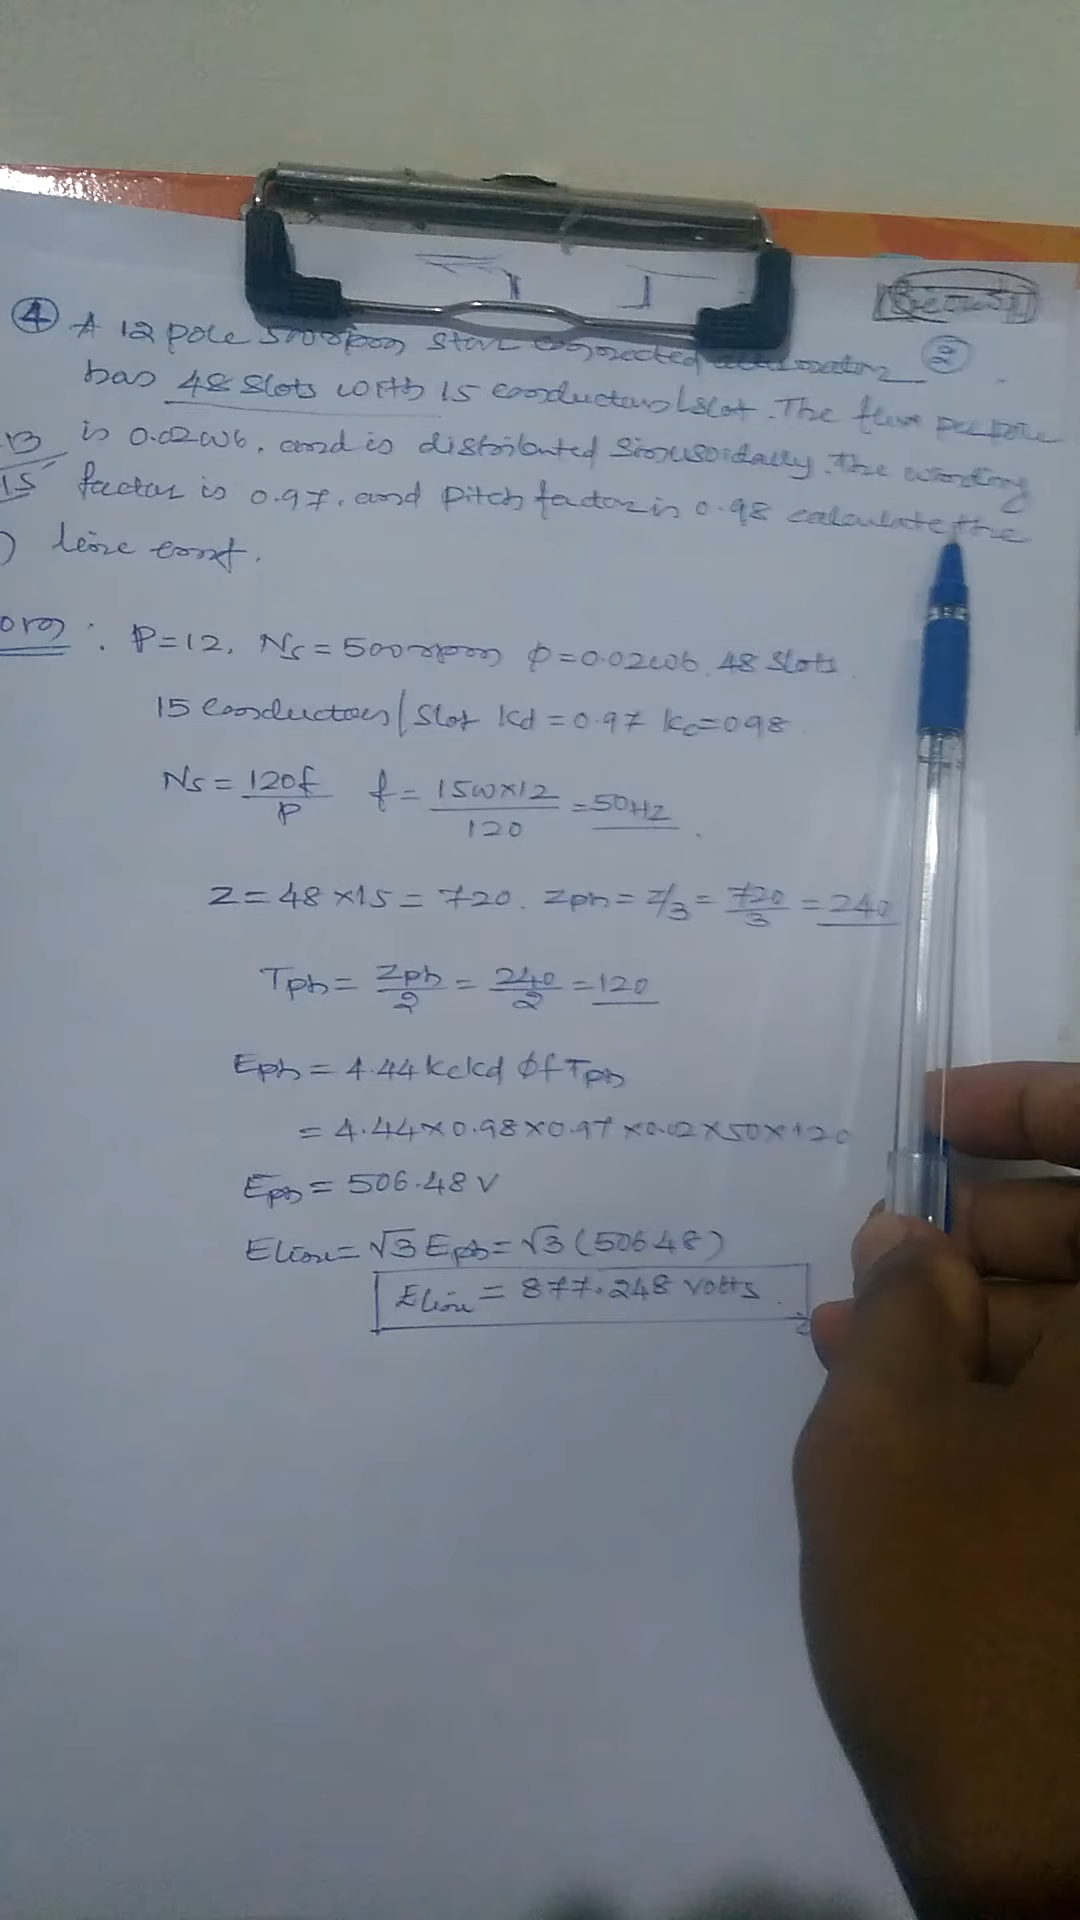 ④ A 12 pole 500rpm star connected alternator ②
has 48 slots with 15 conductors/slot. The flux per pole
is 0.02wb. and is distributed sinusoidally. The winding
factor is 0.97. and pitch factor is 0.98 calculate the
line emf.
P=12, Ns=500rpm φ=0.02wb. 48 slots.
15 conductors/slot kd=0.97 kc=098
Ns = 120f/P f = 1500×12/120 = 50Hz.
Z = 48×15 = 720. Zph = Z/3 = 720/3 = 240
Tph = Zph/2 = 240/2 = 120
Eph = 4.44 kckd φf Tph
= 4.44×0.98×0.97×0.02×50×120
Eph = 506.48 V
Eline = √3 Eph = √3 (506.48)
Eline = 877.248 volts.